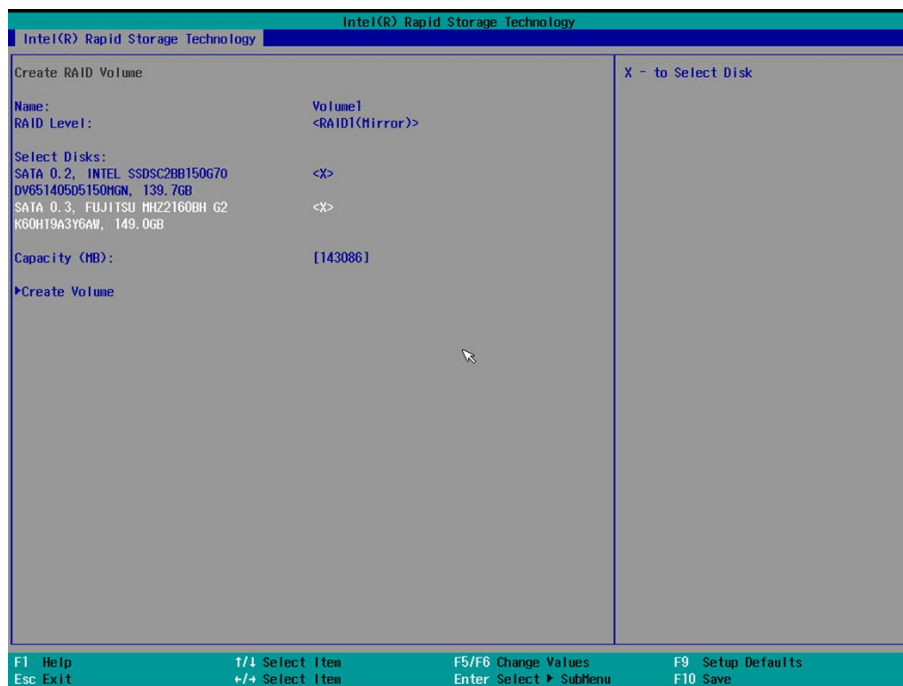 Intel(R) Rapid Storage Technology
Intel(R) Rapid Storage Technology
Create RAID Volume
X - to Select Disk
Name: Volume1
RAID Level: <RAID1(Mirror)>
Select Disks:
SATA 0.2, INTEL SSDSC2BB150G70 <X>
DV651405D5150MGN, 139.7GB
SATA 0.3, FUJITSU MHZ2160BH G2 <X>
K60HT9A3Y6AW, 149.0GB
Capacity (MB): [143086]
▶Create Volume
F1 Help ↑/↓ Select Item F5/F6 Change Values F9 Setup Defaults
Esc Exit ←/→ Select Item Enter Select ▶ SubMenu F10 Save